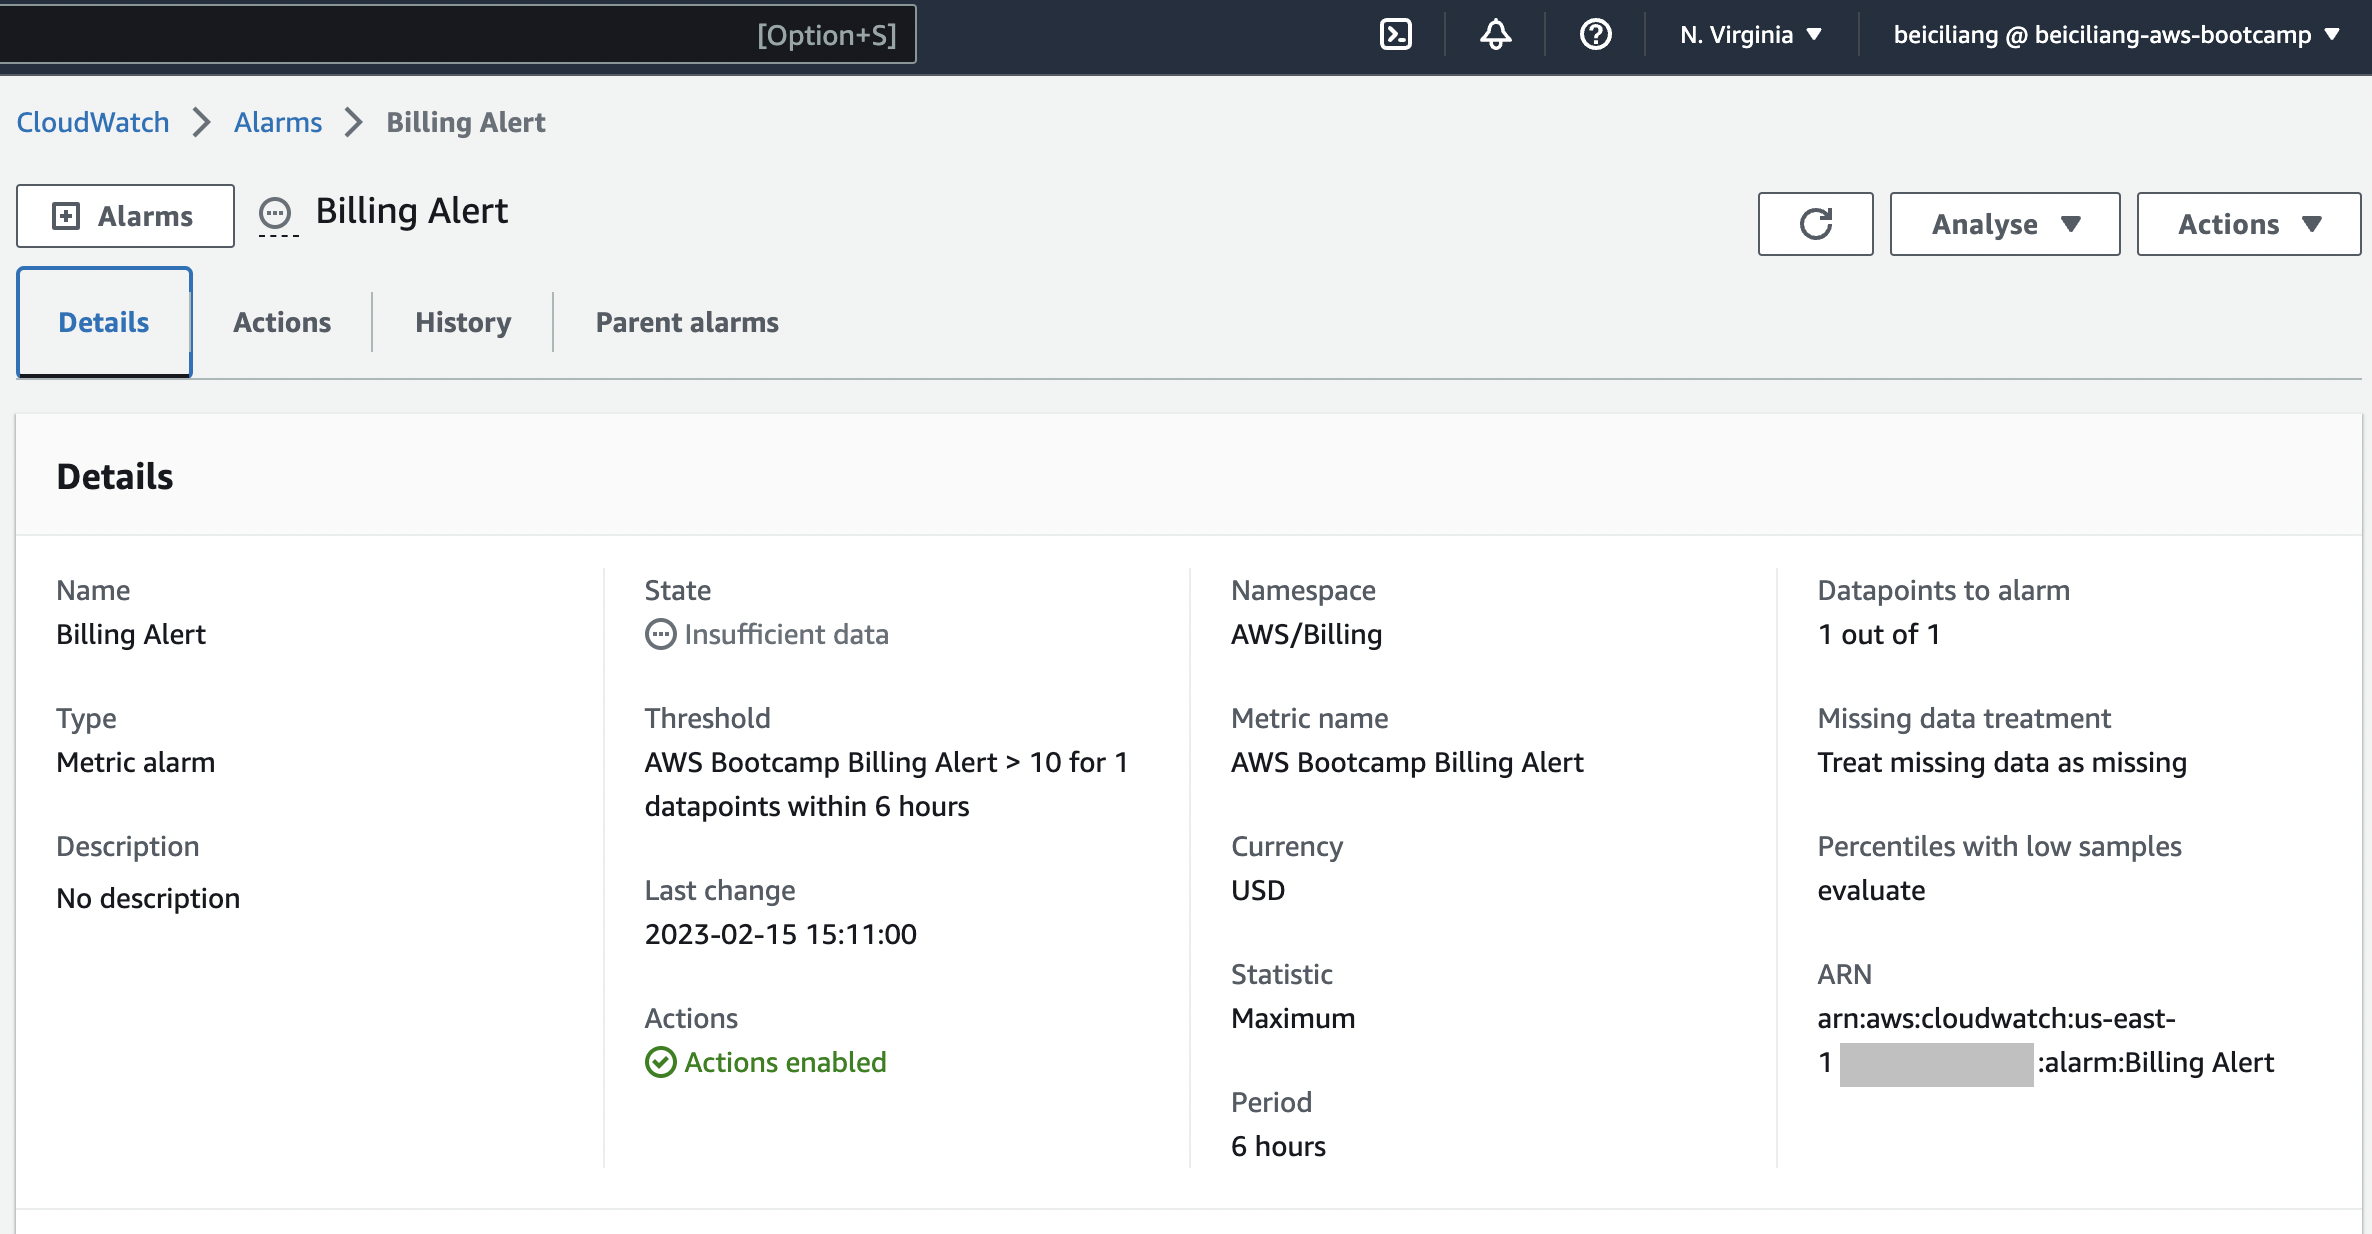 [Option+S]
N. Virginia
beiciliang @ beiciliang-aws-bootcamp
CloudWatch
Alarms
Billing Alert
Alarms
Billing Alert
Analyse
Actions
Details
Actions
History
Parent alarms
Details
Name
Billing Alert
Type
Metric alarm
Description
No description
State
Insufficient data
Threshold
AWS Bootcamp Billing Alert > 10 for 1
datapoints within 6 hours
Last change
2023-02-15 15:11:00
Actions
Actions enabled
Namespace
AWS/Billing
Metric name
AWS Bootcamp Billing Alert
Currency
USD
Statistic
Maximum
Period
6 hours
Datapoints to alarm
1 out of 1
Missing data treatment
Treat missing data as missing
Percentiles with low samples
evaluate
ARN
arn:aws:cloudwatch:us-east-
1 :alarm:Billing Alert